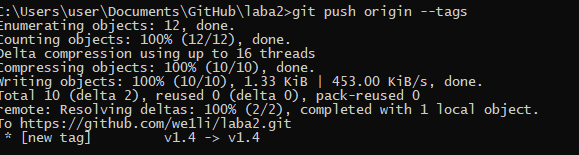 C:\Users\user\Documents\GitHub\laba2>git push origin --tags
Enumerating objects: 12, done.
Counting objects: 100% (12/12), done.
Delta compression using up to 16 threads
Compressing objects: 100% (10/10), done.
Writing objects: 100% (10/10), 1.33 KiB | 453.00 KiB/s, done.
Total 10 (delta 2), reused 0 (delta 0), pack-reused 0
remote: Resolving deltas: 100% (2/2), completed with 1 local object.
To https://github.com/we1li/laba2.git
 * [new tag]         v1.4 -> v1.4